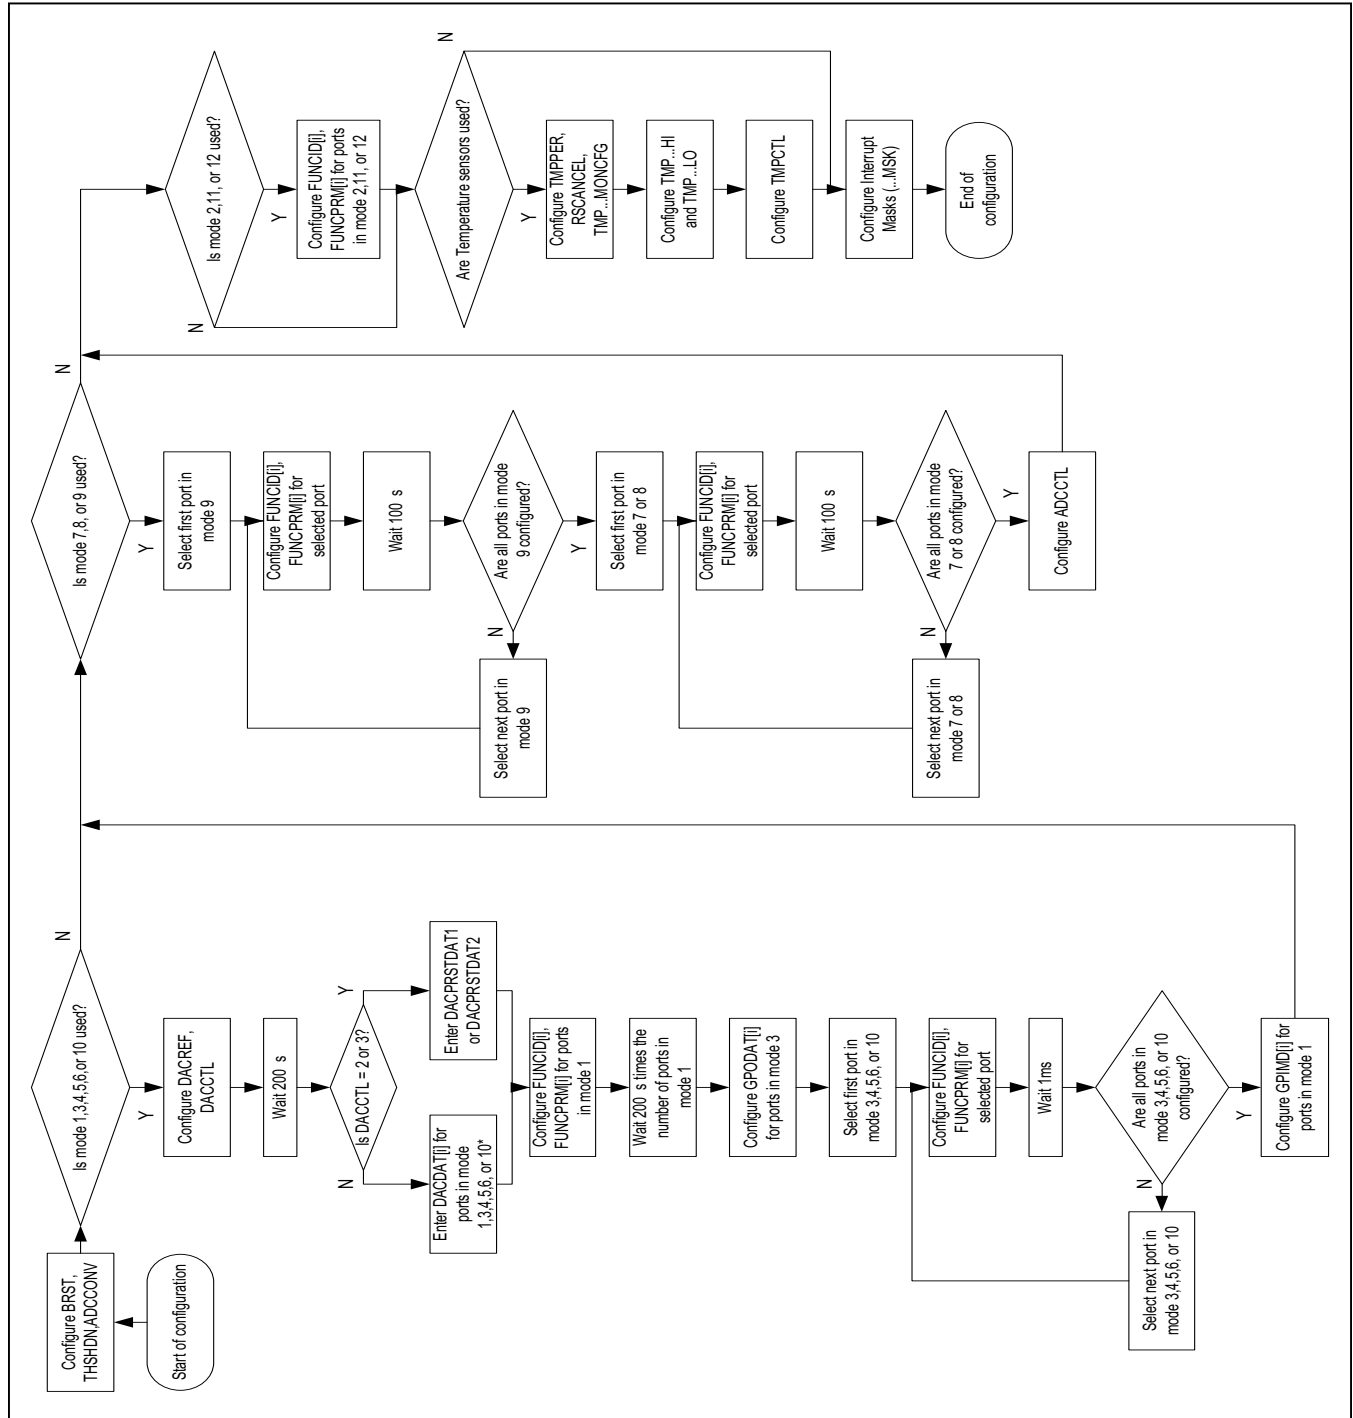 Start of configuration
Configure BRST,
THSHDN,ADCCONV
Is mode 1,3,4,5,6,or 10 used?
N
Y
Configure DACREF,
DACCTL
Wait 200 s
Is DACCTL = 2 or 3?
N
Y
Enter DACDAT[i] for
ports in mode
1,3,4,5,6, or 10*
Enter DACPRSTDAT1
or DACPRSTDAT2
Configure FUNCID[i],
FUNCPRM[i] for ports
in mode 1
Wait 200 s times the
number of ports in
mode 1
Configure GPODAT[i]
for ports in mode 3
Select first port in
mode 3,4,5,6, or 10
Configure FUNCID[i],
FUNCPRM[i] for
selected port
Wait 1ms
Are all ports in
mode 3,4,5,6, or 10
configured?
N
Y
Select next port in
mode 3,4,5,6, or 10
Configure GPIMD[i] for
ports in mode 1
Is mode 7,8, or 9 used?
N
Y
Select first port in
mode 9
Configure FUNCID[i],
FUNCPRM[i] for
selected port
Wait 100 s
Are all ports in mode
9 configured?
N
Y
Select next port in
mode 9
Select first port in
mode 7 or 8
Configure FUNCID[i],
FUNCPRM[i] for
selected port
Wait 100 s
Are all ports in mode
7 or 8 configured?
N
Y
Select next port in
mode 7 or 8
Configure ADCCTL
Is mode 2,11, or 12 used?
N
Y
Configure FUNCID[i],
FUNCPRM[i] for ports
in mode 2,11, or 12
Are Temperature sensors used?
N
Y
Configure TMPPER,
RSCANCEL,
TMP...MONCFG
Configure TMP...HI
and TMP...LO
Configure TMPCTL
Configure Interrupt
Masks (...MSK)
End of
configuration